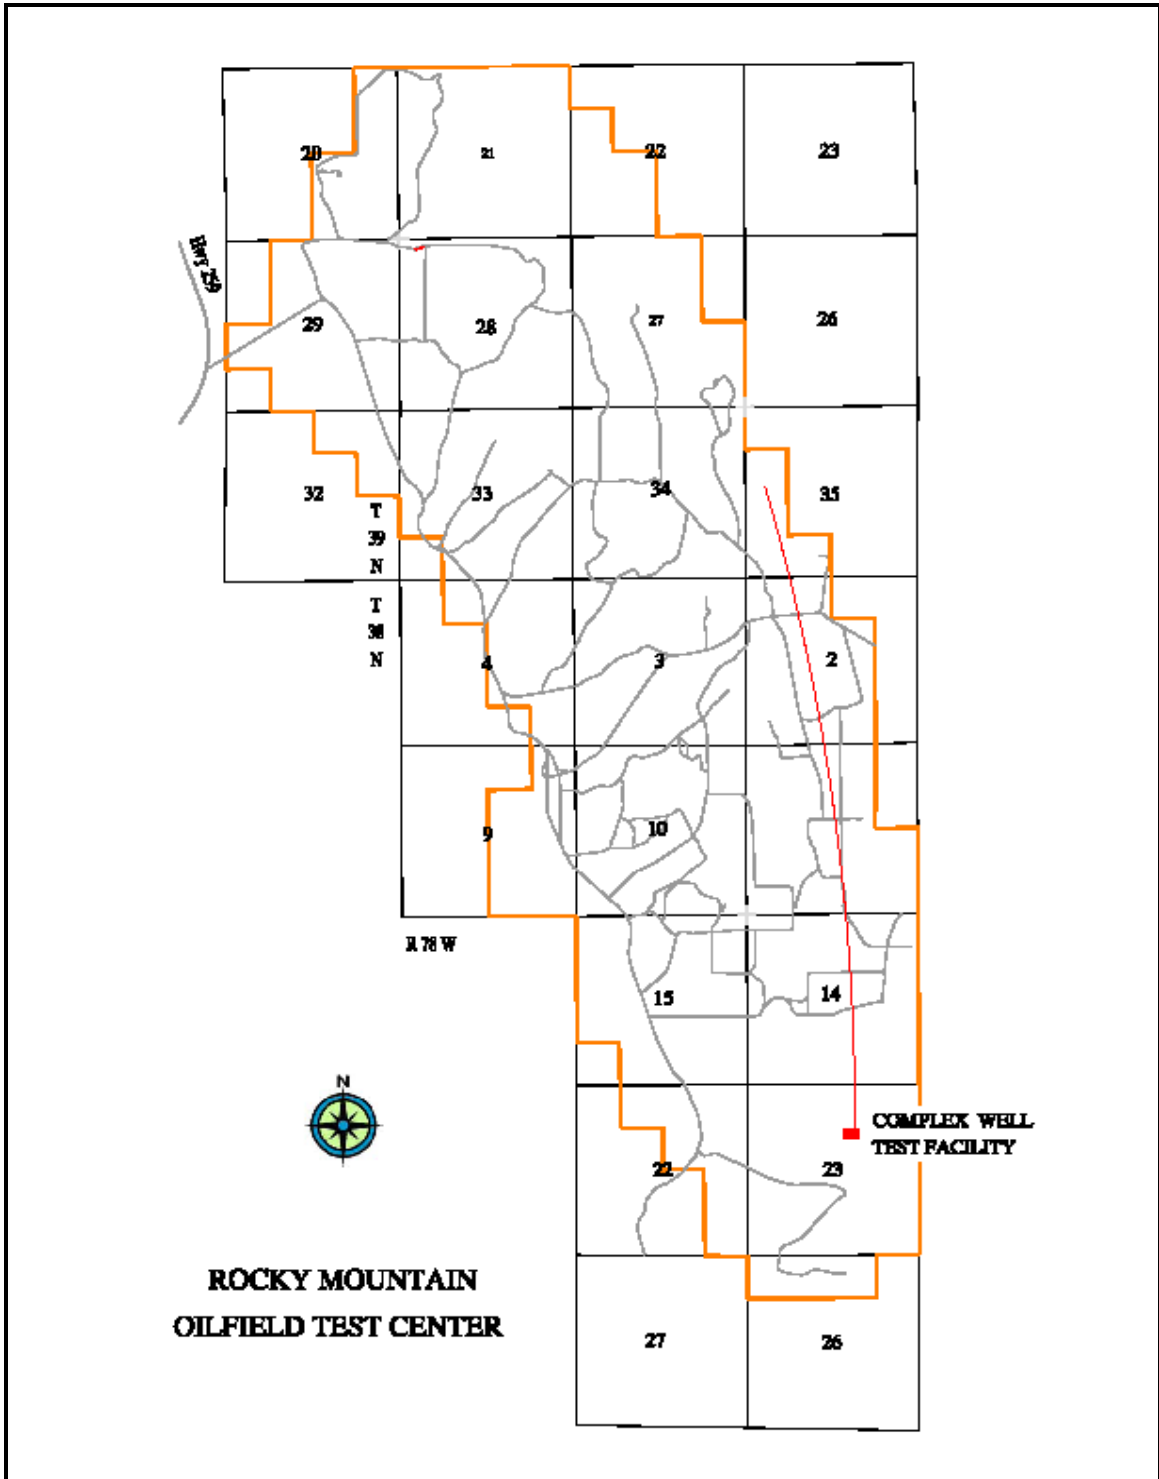 20
21
22
23
Hwy 259
29
28
27
26
32
33
34
35
T
39
N
T
38
N
4
3
2
9
10
R 78 W
15
14
N
COMPLEX WELL
TEST FACILITY
22
23
ROCKY MOUNTAIN
OILFIELD TEST CENTER
27
26